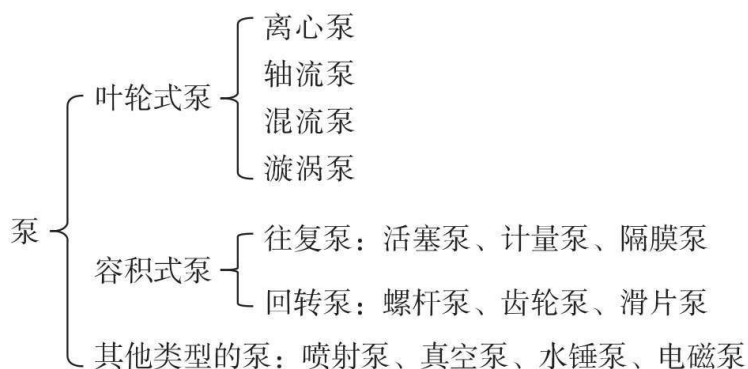 离心泵
轴流泵
叶轮式泵
混流泵
漩涡泵
泵
往复泵：活塞泵、计量泵、隔膜泵
容积式泵
回转泵：螺杆泵、齿轮泵、滑片泵
其他类型的泵：喷射泵、真空泵、水锤泵、电磁泵